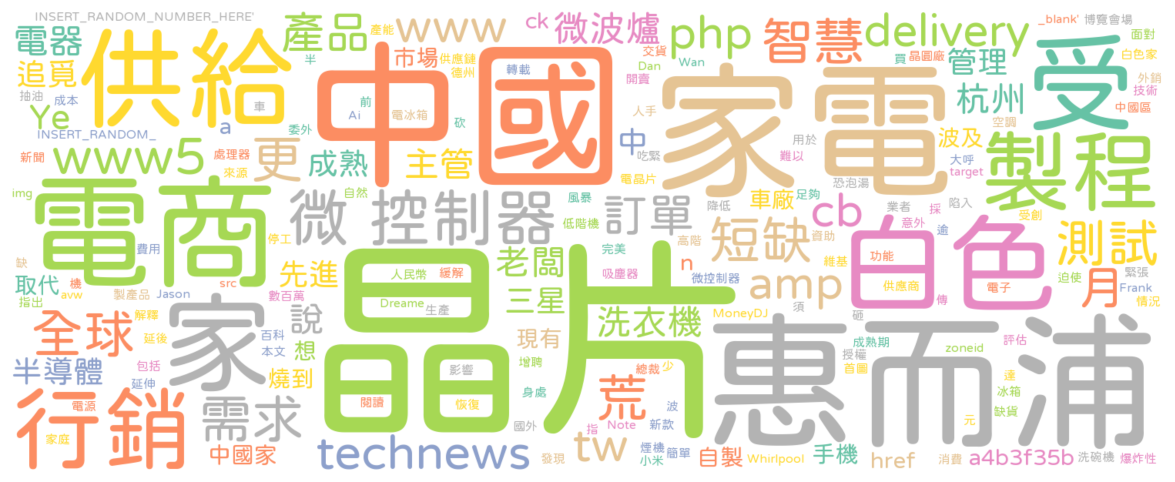 INSERT_RANDOM_NUMBER_HERE'
電器
追覓
抽油
成本
Ye
供給
產品
產能
半
www
ck
微波爐
市場
供應鏈
德州
交貨
開賣
Dan
php
Wan
智慧
delivery
買
晶圓廠
管理
_blank'
博覽會場
面對
白色家
外銷
技術
中國區
受
杭州
空調
INSERT_RANDOM_
a
車
委外
前
Ai
中國
轉載
電冰箱
砍
家電
人手
吃緊
難以
用於
中
新聞
www5
處理器
來源
更
成熟
主管
電晶片
車廠
足夠
恐泡湯
波及
大呼
target
製程
img
電商
自然
微 控制器
風暴
低階機
訂單
降低
業者
採
陷入
受創
cb
短缺
資助
意外
逾
測試
費用
停工
先進
人民幣
緩解
老闆
完美
高階
n
維基
白色
功能
供應商
電子
迫使
緊張
Frank
情況
月
缺
取代
機
指出
avw
製產品
Jason
src
數百萬
Dreame
生產
三星
吸塵器
微控制器
amp
須
傳
晶片
洗衣機
MoneyDJ
砸
全球
解釋
延後
家
百科
本文
說
想
影響
現有
增聘
授權
成熟期
首圖
zoneid
評估
半導體
包括
延伸
燒到
閱讀
恢復
身處
荒
總裁
少
惠而浦
達
冰箱
缺貨
行銷
電源
需求
國外
指
Note
波
新款
元
家庭
中國家
technews
發現
tw
煙機
小米
簡單
自製
Whirlpool
手機
href
消費
a4b3f35b
洗碗機
爆炸性